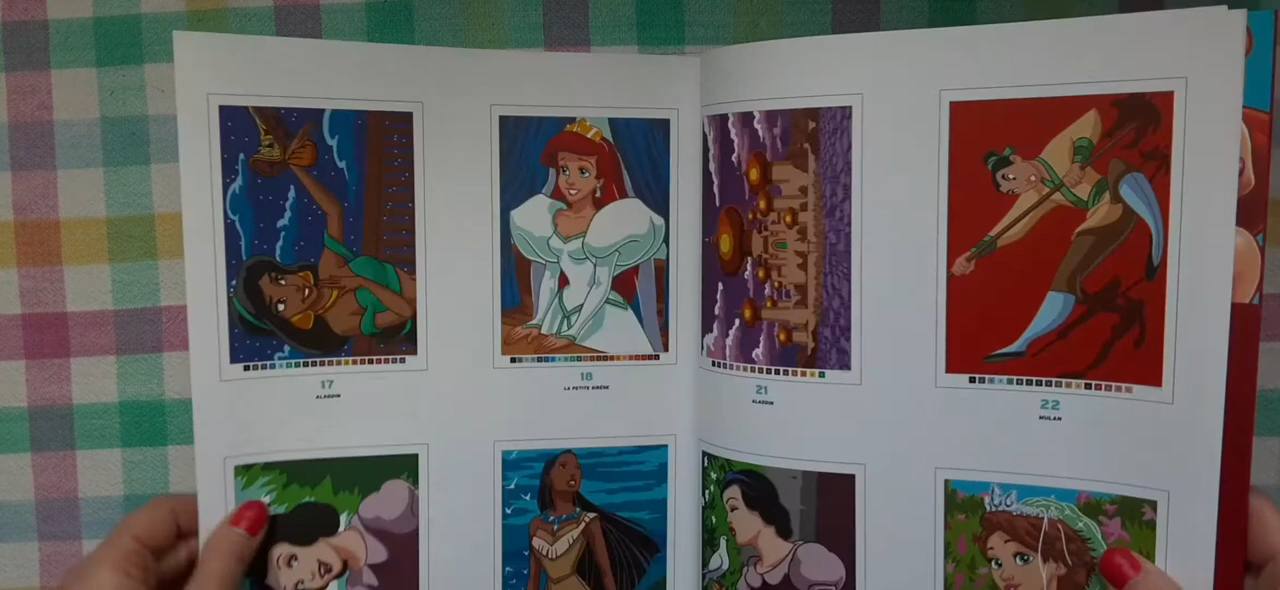 17
ALADDIN
18
LA PETITE SIRÈNE
21
ALADDIN
22
MULAN